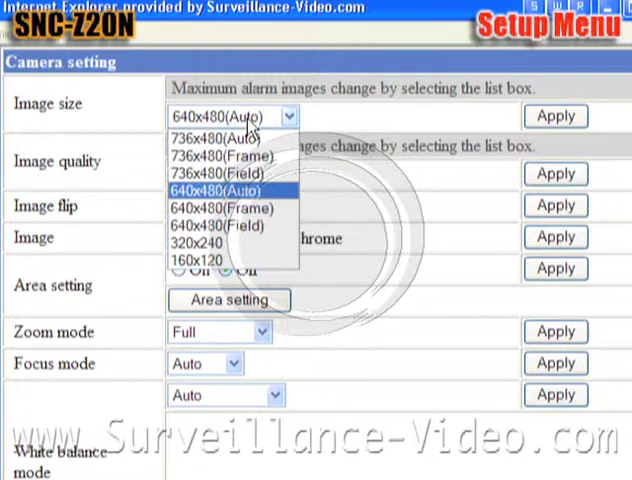 Internet Explorer provided by Surveillance-Video.com
SNC-Z20N
Setup Menu
Camera setting
Maximum alarm images change by selecting the list box.
Image size
640x480(Auto)
Apply
736x480(Auto)
ages change by selecting the list box.
736x480(Frame)
Image quality
736x480(Field)
Apply
640x480(Auto)
Image flip
640x480(Frame)
Apply
640x480(Field)
Image
320x240
hrome
Apply
160x120
Off
On
Apply
Area setting
Area setting
Zoom mode
Full
Apply
Focus mode
Auto
Apply
Auto
Apply
www.Surveillance-Video.com
White balance
mode